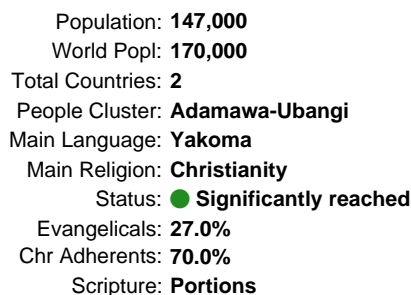 Population: 147,000
World Popl: 170,000
Total Countries: 2
People Cluster: Adamawa-Ubangi
Main Language: Yakoma
Main Religion: Christianity
Status: Significantly reached
Evangelicals: 27.0%
Chr Adherents: 70.0%
Scripture: Portions